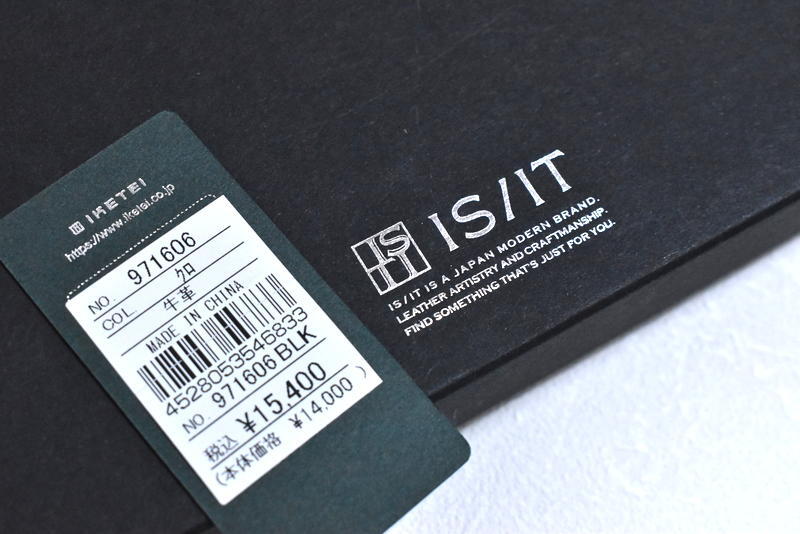 IKETEI
https://www.iketei.co.jp
NO. 971606
COL. クロ
牛革
MADE IN CHINA
4528053546833
NO. 971606 BLK
税込 ¥15,400
(本体価格 ¥14,000)
IS/IT
IS/IT
IS/IT IS A JAPAN MODERN BRAND.
LEATHER ARTISTRY AND CRAFTMANSHIP.
FIND SOMETHING THAT'S JUST FOR YOU.